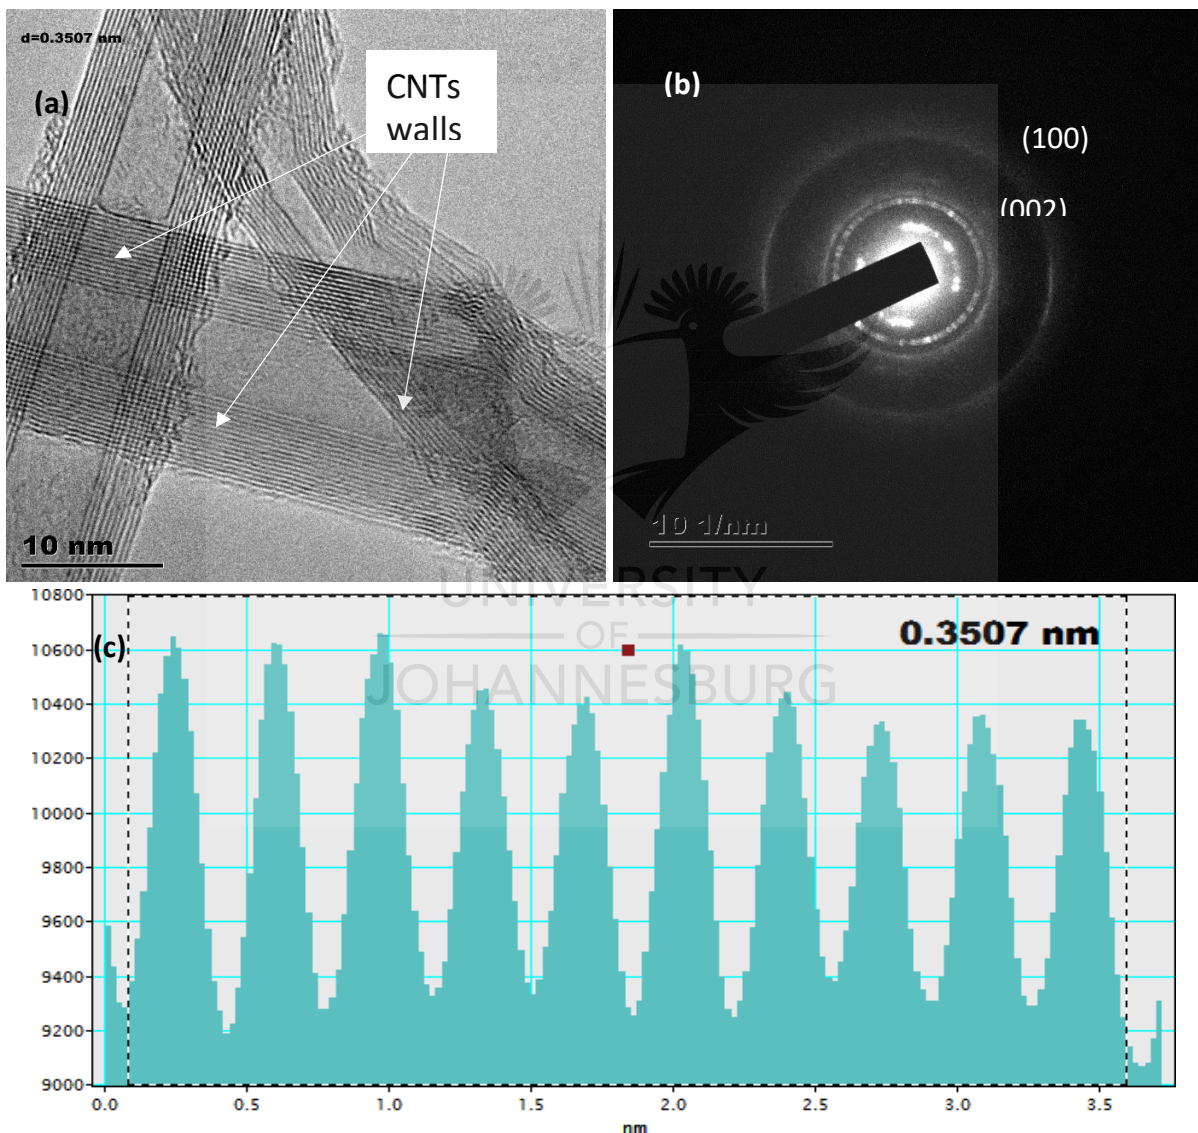 d=0.3507 nm
(a)
CNTs
walls
10 nm
(b)
(100)
(002)
10 1/nm
UNIVERSITY
OF
JOHANNESBURG
(c)
0.3507 nm
10800
10600
10400
10200
10000
9800
9600
9400
9200
9000
0.0 0.5 1.0 1.5 2.0 2.5 3.0 3.5
nm